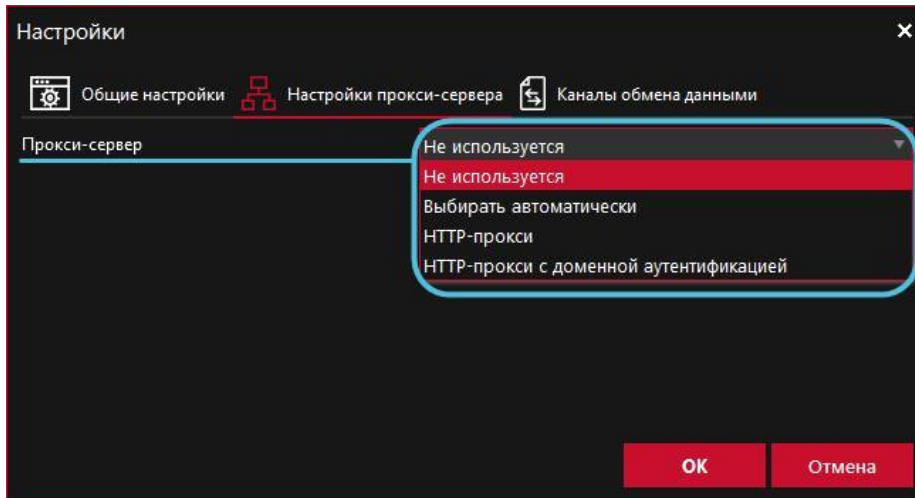 Настройки
Общие настройки Настройки прокси-сервера Каналы обмена данными
Прокси-сервер Не используется
Не используется
Выбирать автоматически
HTTP-прокси
HTTP-прокси с доменной аутентификацией
ОК Отмена